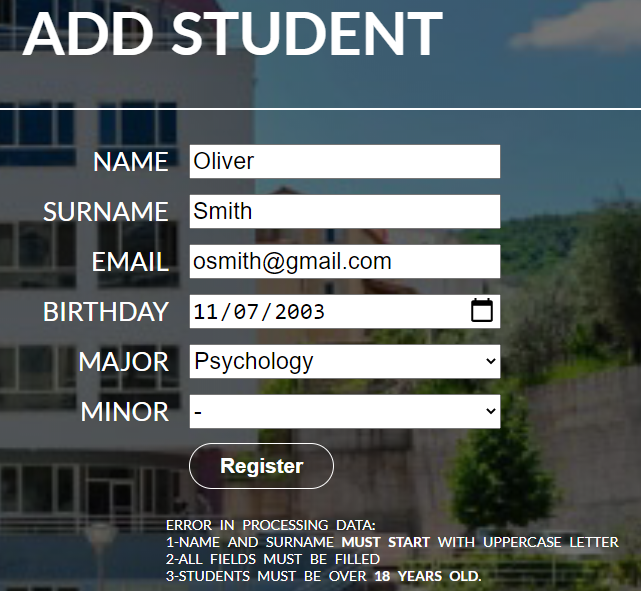 ADD STUDENT
NAME Oliver
SURNAME Smith
EMAIL osmith@gmail.com
BIRTHDAY 11/07/2003
MAJOR Psychology
MINOR -
Register
ERROR IN PROCESSING DATA:
1-NAME AND SURNAME MUST START WITH UPPERCASE LETTER
2-ALL FIELDS MUST BE FILLED
3-STUDENTS MUST BE OVER 18 YEARS OLD.